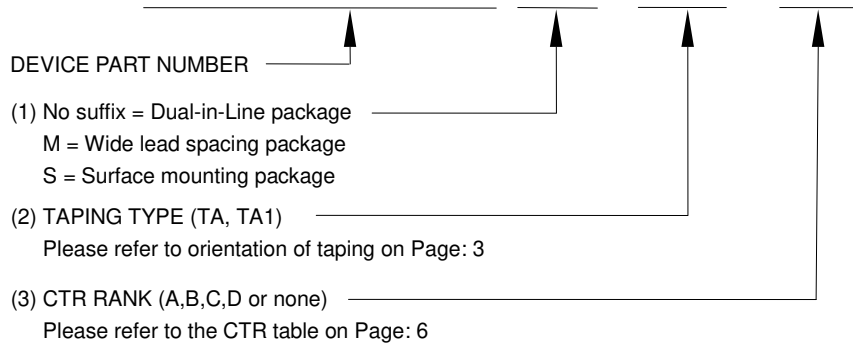 DEVICE PART NUMBER
(1) No suffix = Dual-in-Line package
M = Wide lead spacing package
S = Surface mounting package
(2) TAPING TYPE (TA, TA1)
Please refer to orientation of taping on Page: 3
(3) CTR RANK (A,B,C,D or none)
Please refer to the CTR table on Page: 6